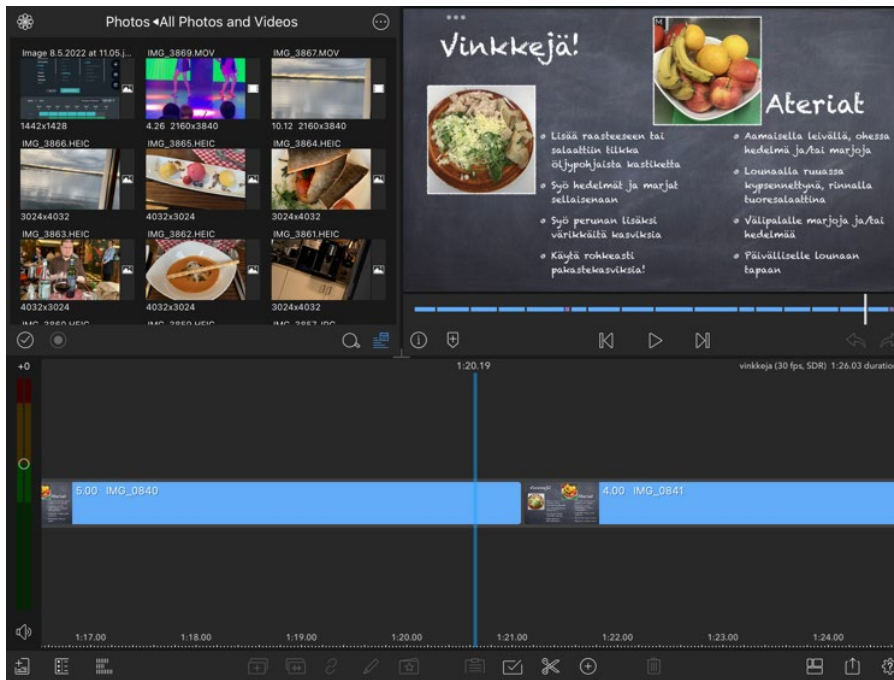 Photos ◂All Photos and Videos
Image 8.5.2022 at 11.05.j...
IMG_3869.MOV
IMG_3867.MOV
1442x1428
4.26 2160x3840
10.12 2160x3840
IMG_3866.HEIC
IMG_3865.HEIC
IMG_3864.HEIC
3024x4032
4032x3024
3024x4032
IMG_3863.HEIC
IMG_3862.HEIC
IMG_3861.HEIC
4032x3024
4032x3024
3024x4032
IMG_3860.HEIC
IMG_3859.HEIC
IMG_3857.JPG
Vinkkejä!
Lisää raasteeseen tai
salaattiin tilkka
öljypohjaista kastiketta
Syö hedelmät ja marjat
sellaisenaan
Syö perunan lisäksi
värikkäitä kasviksia
Käytä rohkeasti
pakastekasviksia!
M
Ateriat
Aamaisella leivällä, ohessa
hedelmä ja/tai marjoja
Lounaalla ruuassa
kypsennettynä, rinnalla
tuoresalaattina
Välipalalle marjoja ja/tai
hedelmää
Päivälliselle lounaan
tapaan
+0
1:20.19
vinkkeja (30 fps, SDR) 1:26.03 duration
5.00 IMG_0840
4.00 IMG_0841
1:17.00
1:18.00
1:19.00
1:20.00
1:21.00
1:22.00
1:23.00
1:24.00